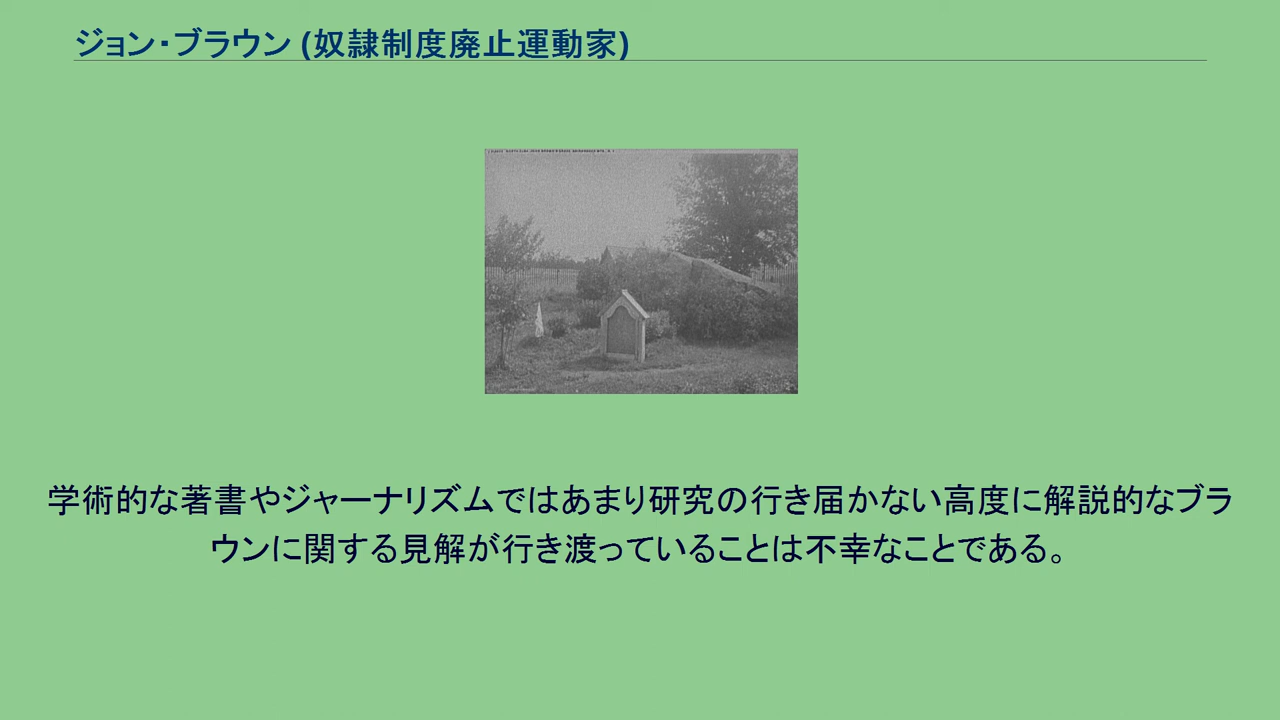 ジョン・ブラウン (奴隷制度廃止運動家)
学術的な著書やジャーナリズムではあまり研究の行き届かない高度に解説的なブラ
ウンに関する見解が行き渡っていることは不幸なことである。